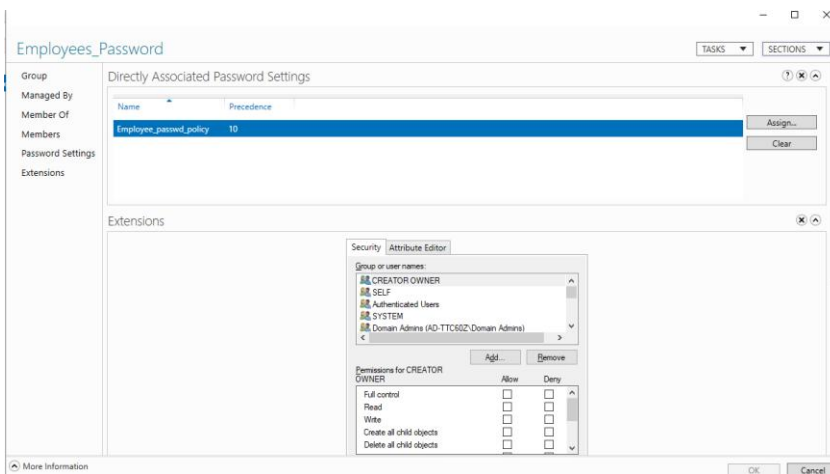 Employees_Password
TASKS
SECTIONS
Group
Managed By
Member Of
Members
Password Settings
Extensions
Directly Associated Password Settings
Name Precedence
Employee_passwd_policy 10
Assign...
Clear
Extensions
Security Attribute Editor
Group or user names:
CREATOR OWNER
SELF
Authenticated Users
SYSTEM
Domain Admins (AD-TTC60Z\Domain Admins)
Add... Remove
Permissions for CREATOR
OWNER Allow Deny
Full control
Read
Write
Create all child objects
Delete all child objects
More Information
OK Cancel